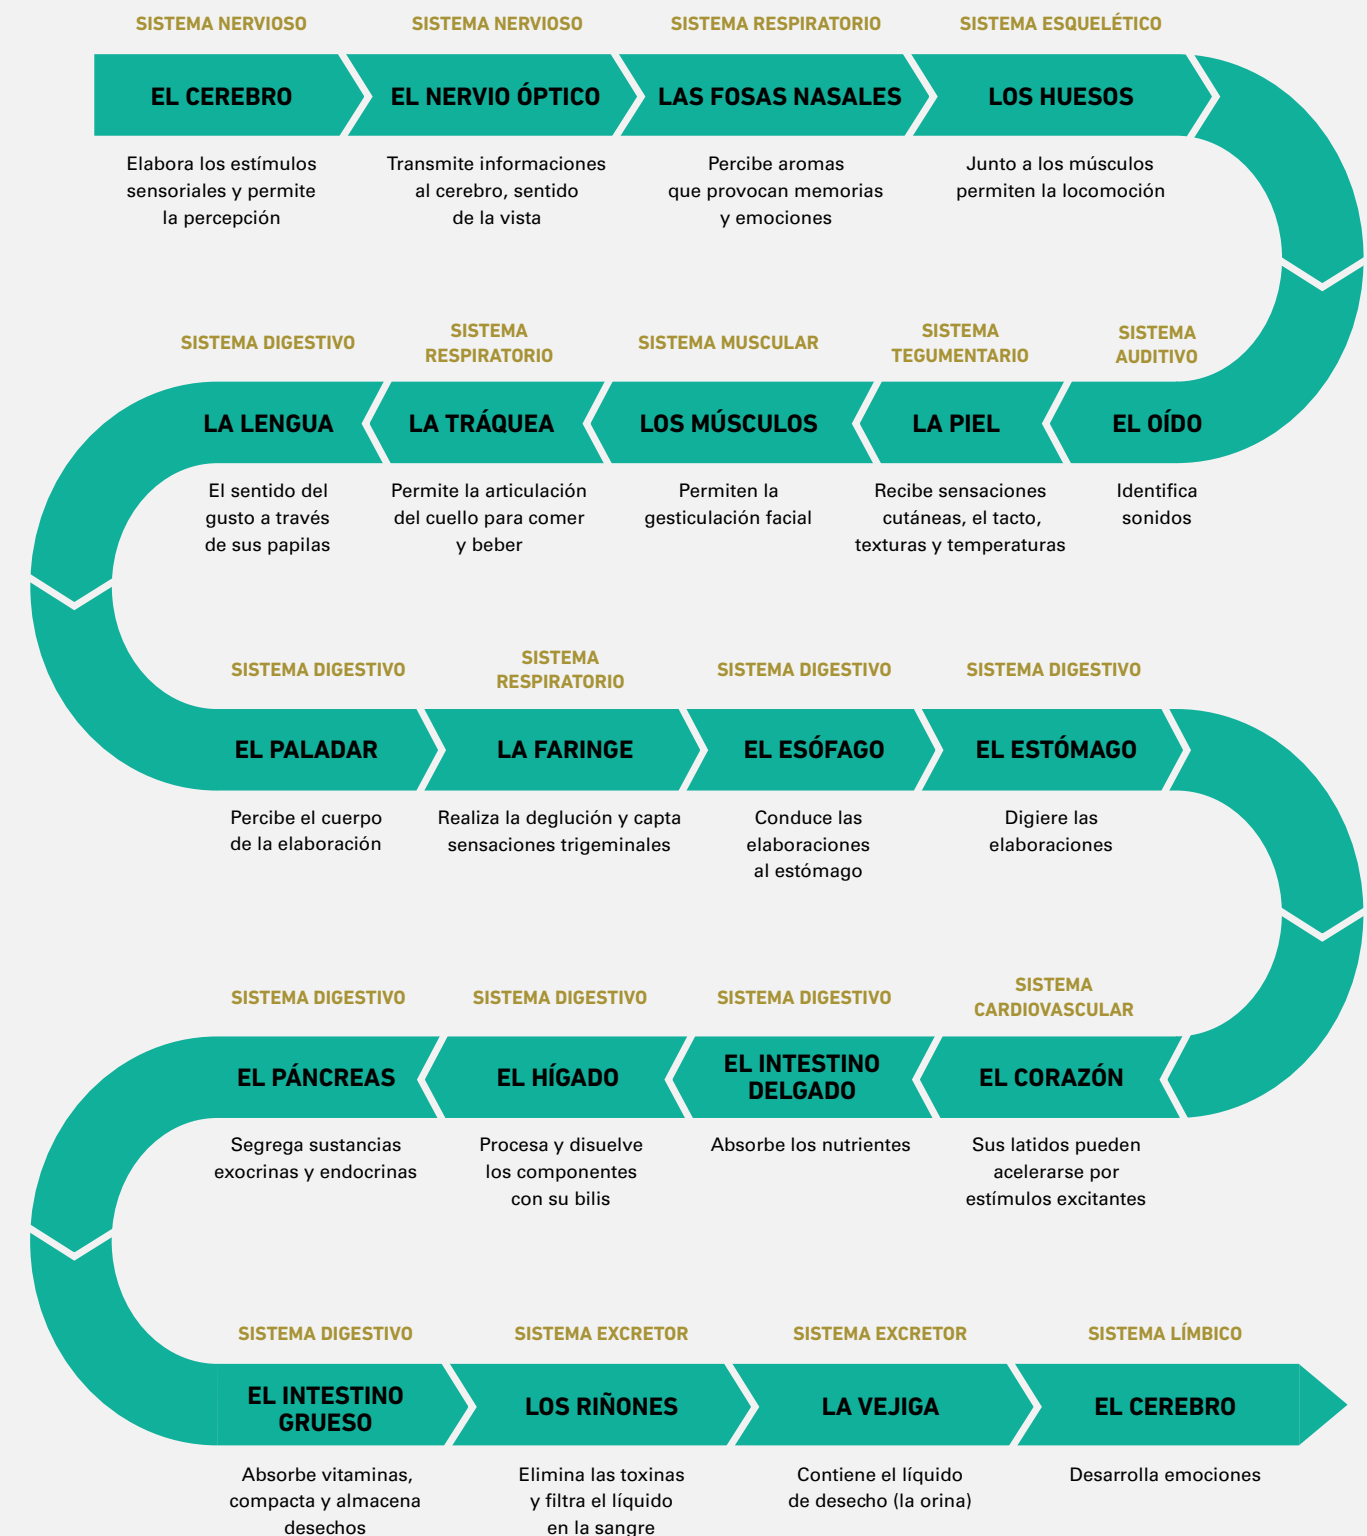 SISTEMA NERVIOSO
EL CEREBRO
Elabora los estímulos
sensoriales y permite
la percepción
SISTEMA NERVIOSO
EL NERVIO ÓPTICO
Transmite informaciones
al cerebro, sentido
de la vista
SISTEMA RESPIRATORIO
LAS FOSAS NASALES
Percibe aromas
que provocan memorias
y emociones
SISTEMA ESQUELÉTICO
LOS HUESOS
Junto a los músculos
permiten la locomoción
SISTEMA
AUDITIVO
EL OÍDO
Identifica
sonidos
SISTEMA
TEGUMENTARIO
LA PIEL
Recibe sensaciones
cutáneas, el tacto,
texturas y temperaturas
SISTEMA MUSCULAR
LOS MÚSCULOS
Permiten la
gesticulación facial
SISTEMA
RESPIRATORIO
LA TRÁQUEA
Permite la articulación
del cuello para comer
y beber
SISTEMA DIGESTIVO
LA LENGUA
El sentido del
gusto a través
de sus papilas
SISTEMA DIGESTIVO
EL PALADAR
Percibe el cuerpo
de la elaboración
SISTEMA
RESPIRATORIO
LA FARINGE
Realiza la deglución y capta
sensaciones trigeminales
SISTEMA DIGESTIVO
EL ESÓFAGO
Conduce las
elaboraciones
al estómago
SISTEMA DIGESTIVO
EL ESTÓMAGO
Digiere las
elaboraciones
SISTEMA
CARDIOVASCULAR
EL CORAZÓN
Sus latidos pueden
acelerarse por
estímulos excitantes
SISTEMA DIGESTIVO
EL INTESTINO
DELGADO
Absorbe los nutrientes
SISTEMA DIGESTIVO
EL HÍGADO
Procesa y disuelve
los componentes
con su bilis
SISTEMA DIGESTIVO
EL PÁNCREAS
Segrega sustancias
exocrinas y endocrinas
SISTEMA DIGESTIVO
EL INTESTINO
GRUESO
Absorbe vitaminas,
compacta y almacena
desechos
SISTEMA EXCRETOR
LOS RIÑONES
Elimina las toxinas
y filtra el líquido
en la sangre
SISTEMA EXCRETOR
LA VEJIGA
Contiene el líquido
de desecho (la orina)
SISTEMA LÍMBICO
EL CEREBRO
Desarrolla emociones